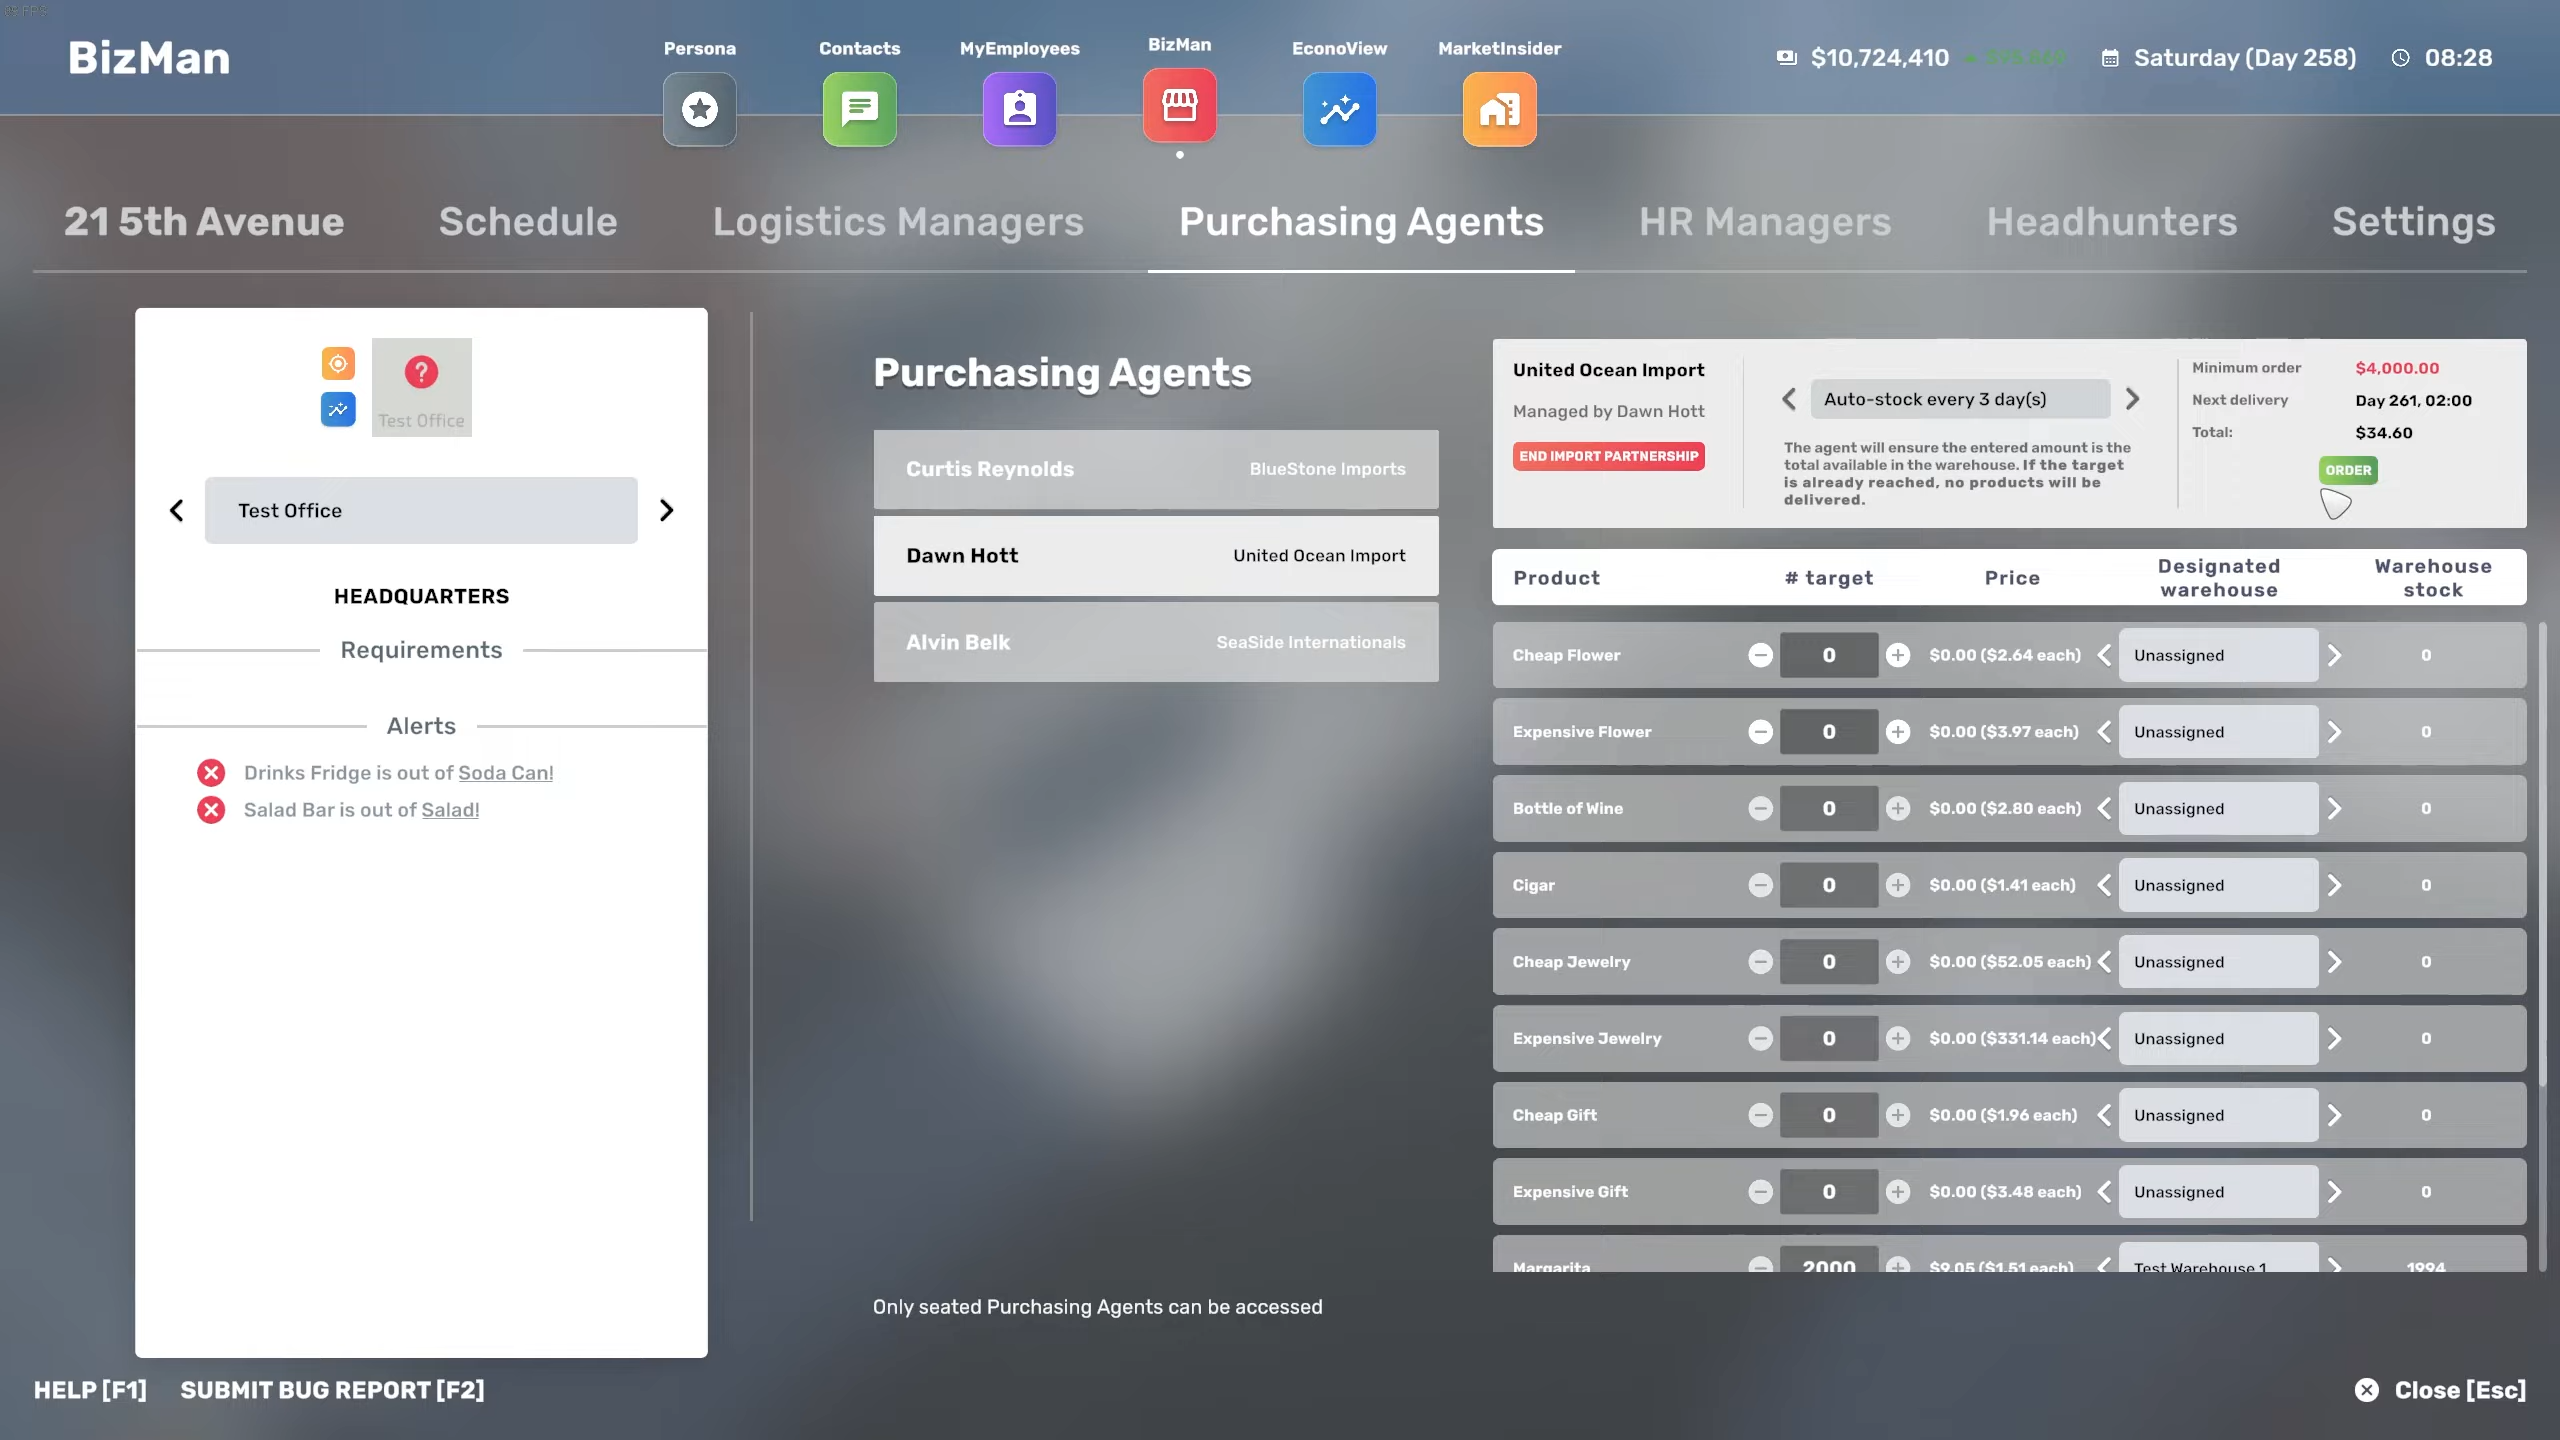 BizMan
Persona
Contacts
MyEmployees
BizMan
EconoView
MarketInsider
$10,724,410
Saturday (Day 258)
08:28
21 5th Avenue
Schedule
Logistics Managers
Purchasing Agents
HR Managers
Headhunters
Settings
?
Test Office
Test Office
HEADQUARTERS
Requirements
Alerts
Drinks Fridge is out of Soda Can!
Salad Bar is out of Salad!
Purchasing Agents
Curtis Reynolds BlueStone Imports
Dawn Hott United Ocean Import
Alvin Belk SeaSide Internationals
Only seated Purchasing Agents can be accessed
United Ocean Import
Managed by Dawn Hott
END IMPORT PARTNERSHIP
Auto-stock every 3 day(s)
The agent will ensure the entered amount is the
total available in the warehouse. If the target
is already reached, no products will be
delivered.
Minimum order $4,000.00
Next delivery Day 261, 02:00
Total: $34.60
ORDER
Product # target Price Designated warehouse Warehouse stock
Cheap Flower 0 $0.00 ($2.64 each) Unassigned 0
Expensive Flower 0 $0.00 ($3.97 each) Unassigned 0
Bottle of Wine 0 $0.00 ($2.80 each) Unassigned 0
Cigar 0 $0.00 ($1.41 each) Unassigned 0
Cheap Jewelry 0 $0.00 ($52.05 each) Unassigned 0
Expensive Jewelry 0 $0.00 ($331.14 each) Unassigned 0
Cheap Gift 0 $0.00 ($1.96 each) Unassigned 0
Expensive Gift 0 $0.00 ($3.48 each) Unassigned 0
Margarita 2000 $9.05 ($1.51 each) Test Warehouse 1 1994
HELP [F1]
SUBMIT BUG REPORT [F2]
Close [Esc]